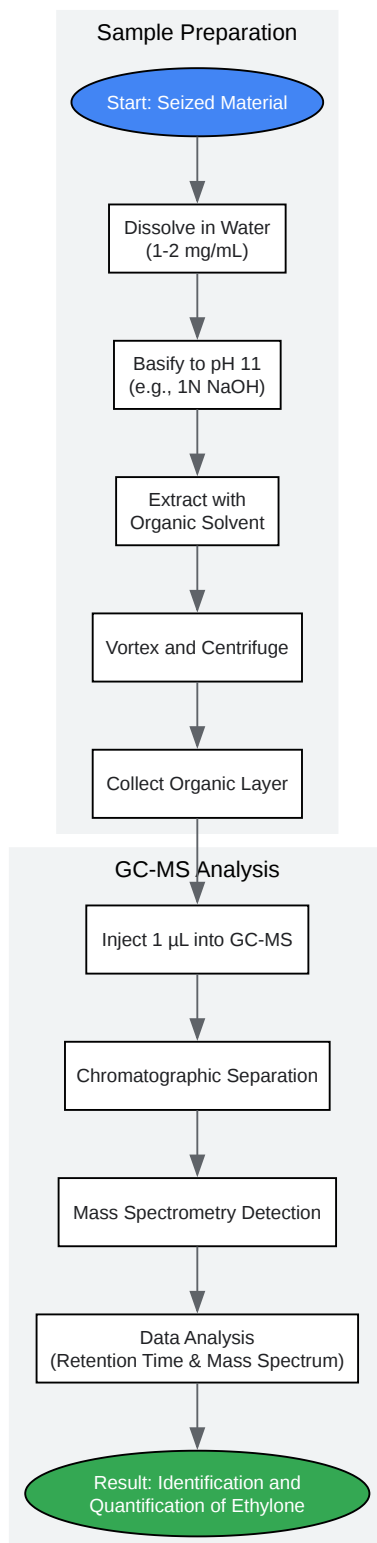 Sample Preparation
Start: Seized Material
Dissolve in Water
(1-2 mg/mL)
Basify to pH 11
(e.g., 1N NaOH)
Extract with
Organic Solvent
Vortex and Centrifuge
Collect Organic Layer
GC-MS Analysis
Inject 1 µL into GC-MS
Chromatographic Separation
Mass Spectrometry Detection
Data Analysis
(Retention Time & Mass Spectrum)
Result: Identification and
Quantification of Ethylone